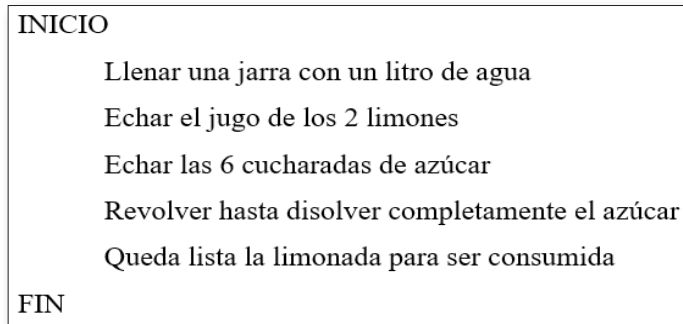 INICIO
Llenar una jarra con un litro de agua
Echar el jugo de los 2 limones
Echar las 6 cucharadas de azúcar
Revolver hasta disolver completamente el azúcar
Queda lista la limonada para ser consumida
FIN